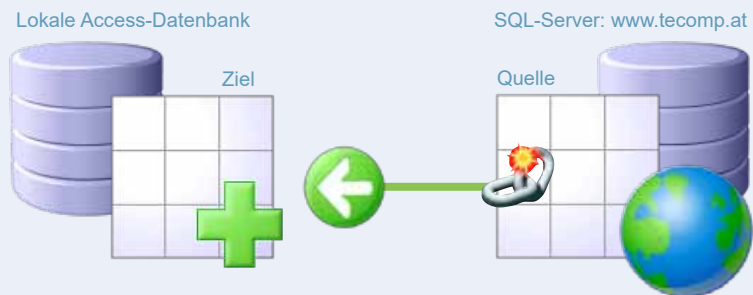 Lokale Access-Datenbank
SQL-Server: www.tecomp.at
Ziel
Quelle